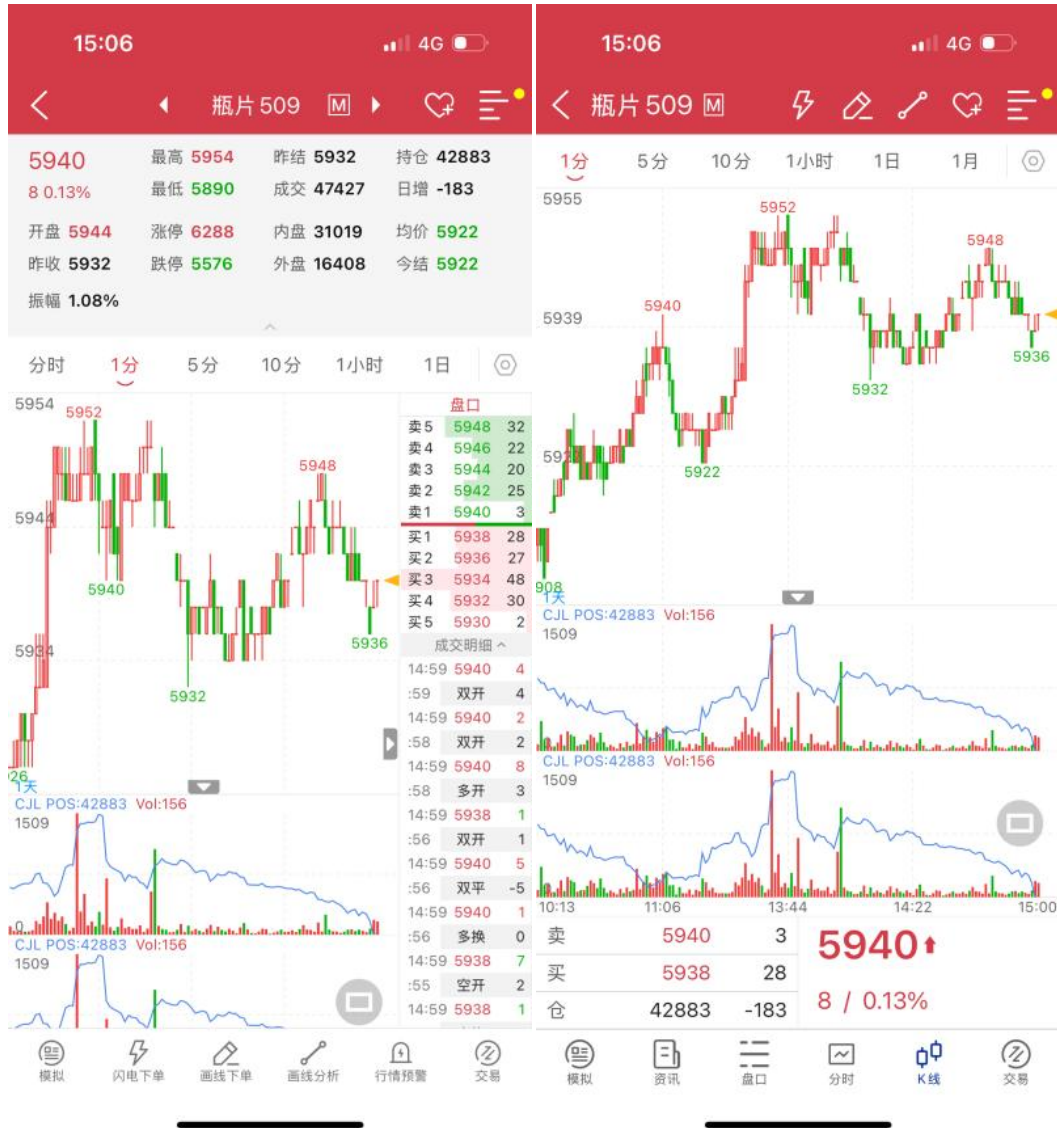 15:06
4G
瓶片509 M
5940
最高 5954
昨结 5932
持仓 42883
8 0.13%
最低 5890
成交 47427
日增 -183
开盘 5944
涨停 6288
内盘 31019
均价 5922
昨收 5932
跌停 5576
外盘 16408
今结 5922
振幅 1.08%
分时 1分 5分 10分 1小时 1日
5954
5952
5948
5944
5940
5936
5934
5932
26
1天
盘口
卖5 5948 32
卖4 5946 22
卖3 5944 20
卖2 5942 25
卖1 5940 3
买1 5938 28
买2 5936 27
买3 5934 48
买4 5932 30
买5 5930 2
成交明细
14:59 5940 4
:59 双开 4
14:59 5940 2
:58 双开 2
14:59 5940 8
:58 多开 3
14:59 5938 1
:56 双开 1
14:59 5940 5
:56 双平 -5
14:59 5940 1
:56 多换 0
14:59 5938 7
:55 空开 2
14:59 5938 1
CJL POS:42883 Vol:156
1509
0
CJL POS:42883 Vol:156
1509
模拟 闪电下单 画线下单 画线分析 行情预警 交易
15:06
4G
瓶片509 M
1分 5分 10分 1小时 1日 1月
5955
5952
5948
5940
5939
5936
5932
5922
908
1天
CJL POS:42883 Vol:156
1509
CJL POS:42883 Vol:156
1509
10:13 11:06 13:44 14:22 15:00
卖 5940 3
买 5938 28
仓 42883 -183
5940
8 / 0.13%
模拟 资讯 盘口 分时 K线 交易